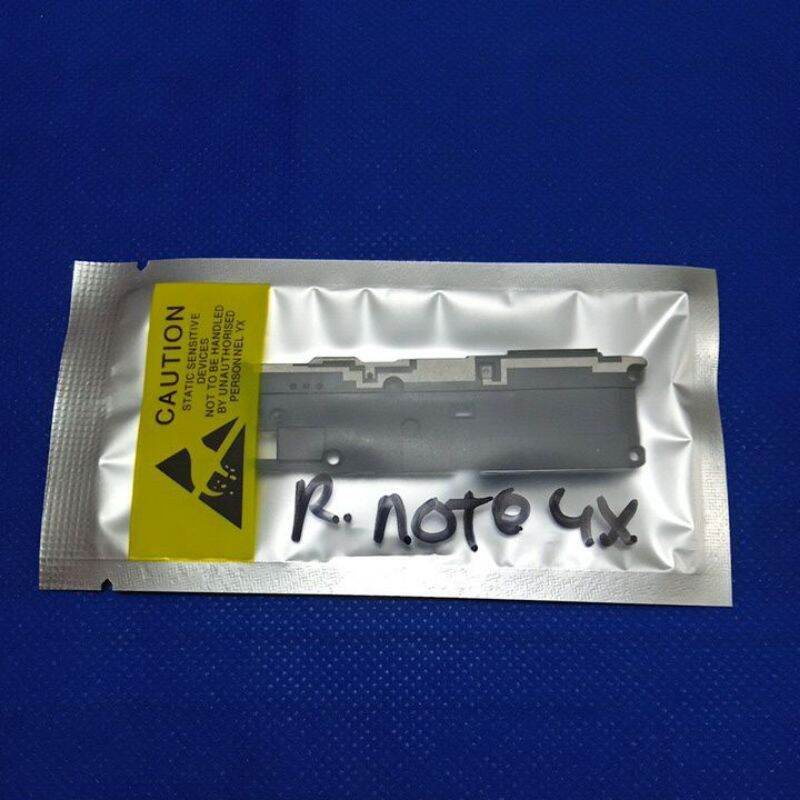 CAUTION
STATIC SENSITIVE
DEVICES
NOT TO BE HANDLED
BY UNAUTHORISED
PERSONNEL YX
R. note 4X